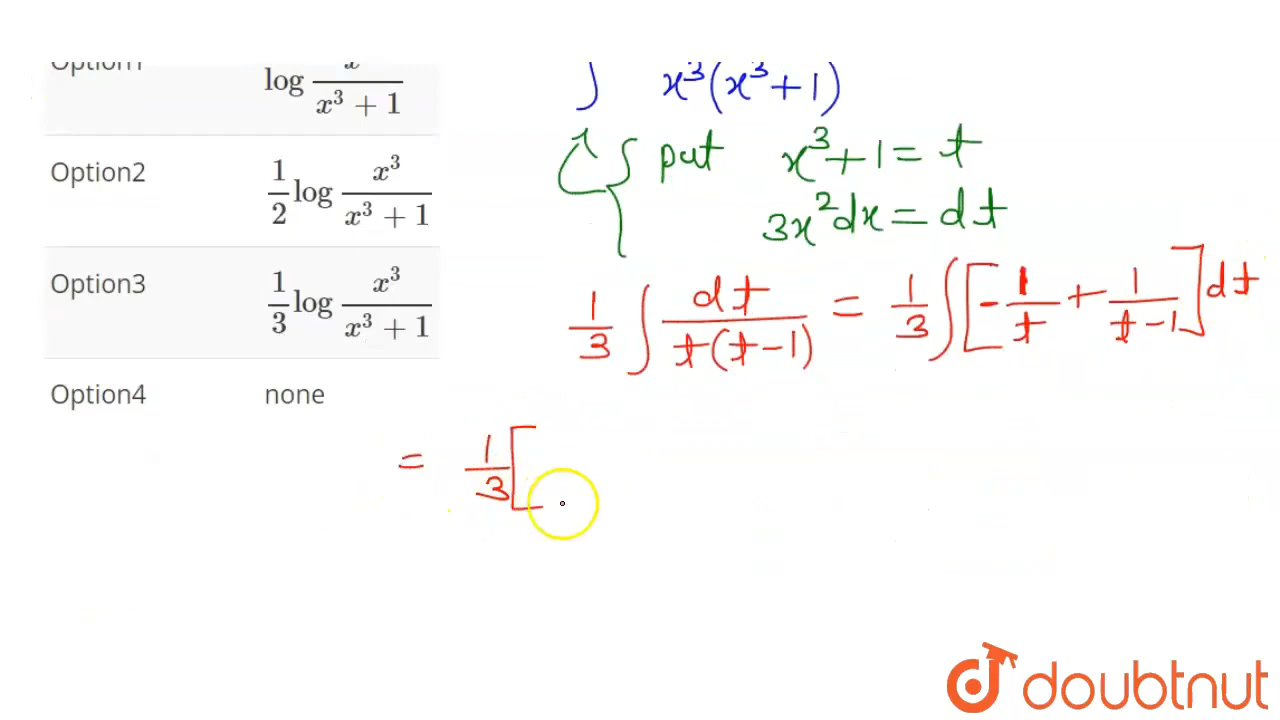 Option1 log x/(x³ + 1)
∫ x³(x³+1)
Option2 1/2 log x³/(x³ + 1)
{ put x³+1 = t
3x²dx = dt
Option3 1/3 log x³/(x³ + 1)
1/3 ∫ dt/(t(t-1)) = 1/3 ∫ [-1/t + 1/(t-1)] dt
Option4 none
= 1/3 [
doubtnut